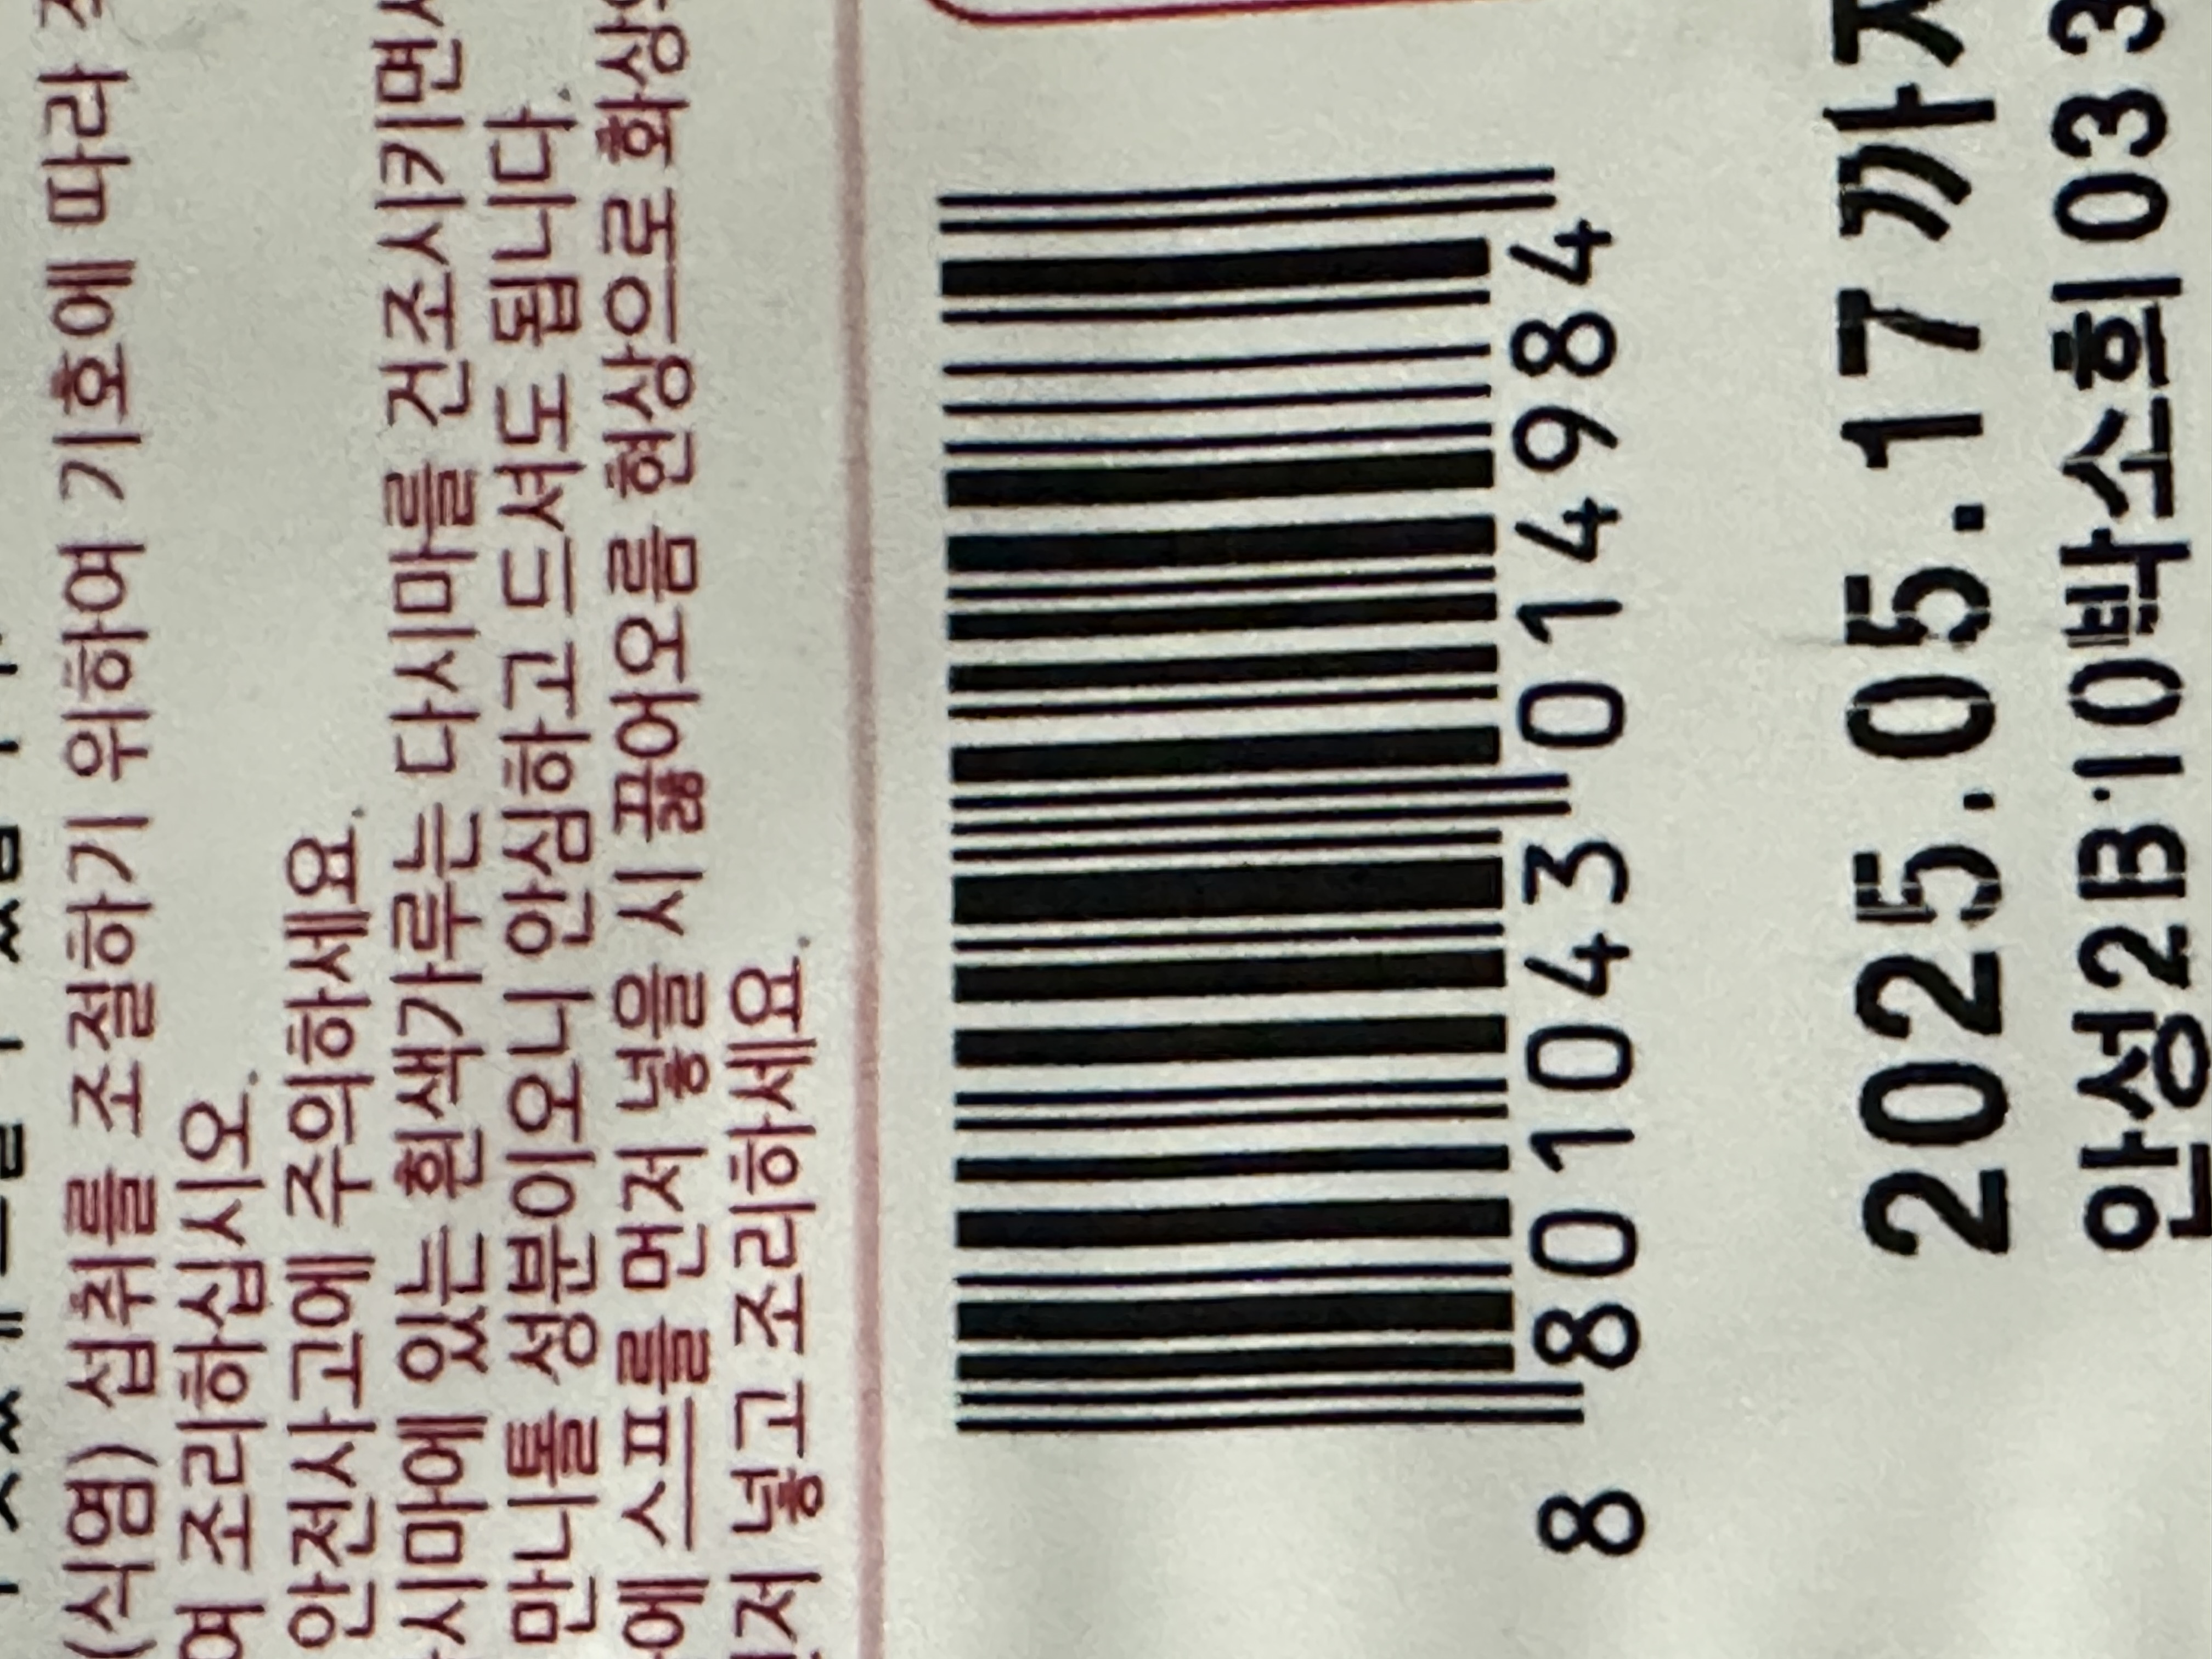 (식염) 섭취를 조절하기 위하여 기호에 따라
여 조리하십시오.
안전사고에 주의하세요.
시마에 있는 흰색가루는 다시마를 건조시키면서
만니톨 성분이오니 안심하고 드셔도 됩니다.
에 스프를 먼저 넣을 시 끓어오름 현상으로 화상의
먼저 넣고 조리하세요.
8 801043 014984
2025.05.17 까지
안성2B10박소희03 3